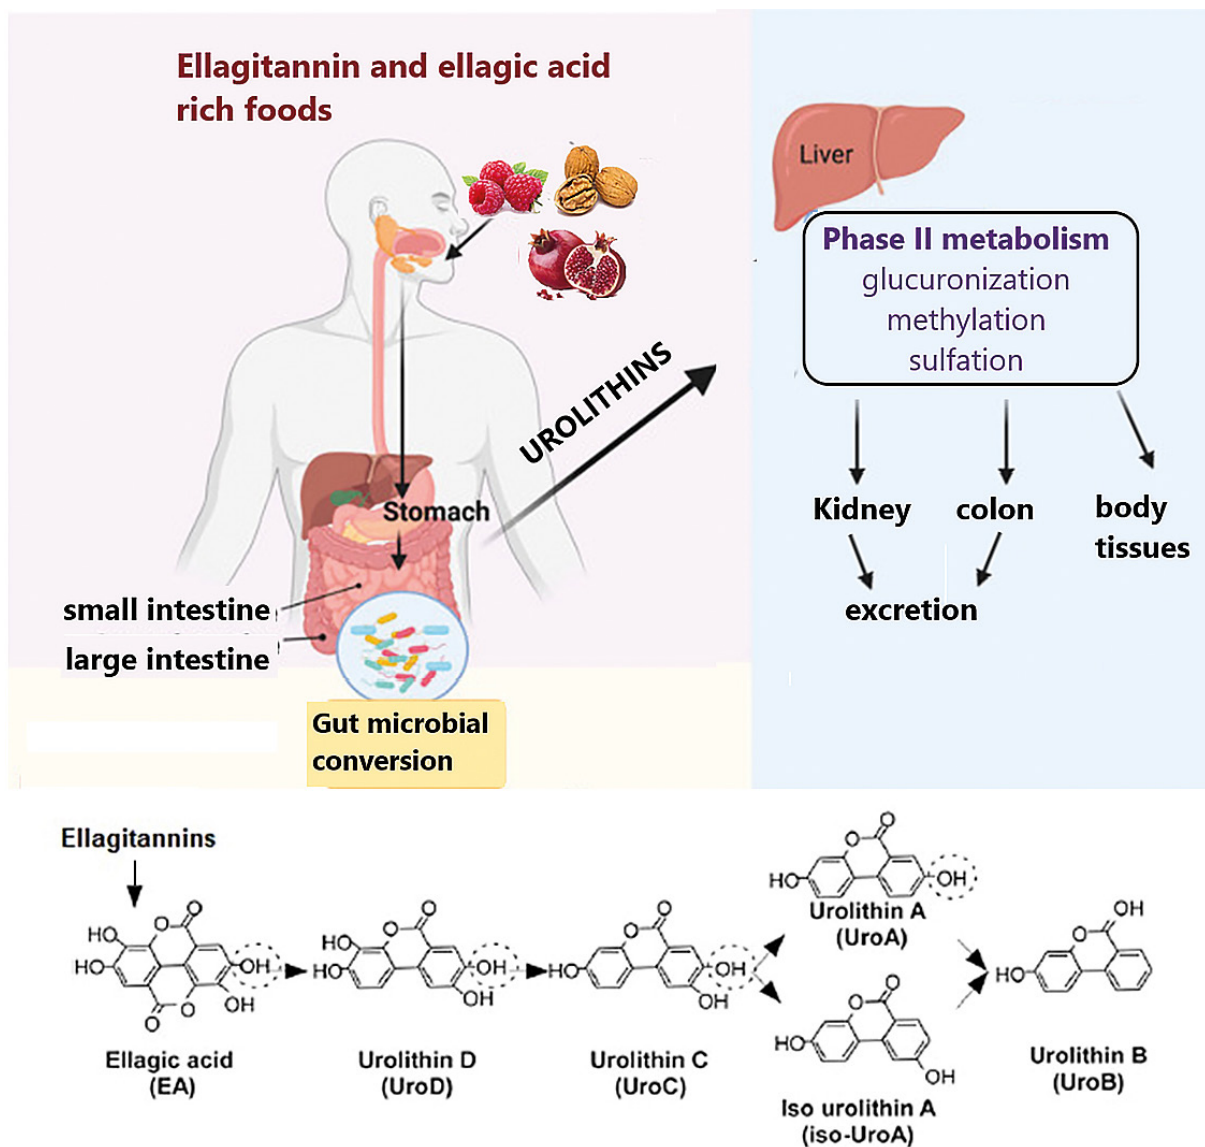 Ellagitannin and ellagic acid
rich foods
Liver
Phase II metabolism
glucuronization
methylation
sulfation
UROLITHINS
Stomach
Kidney
colon
body
tissues
excretion
small intestine
large intestine
Gut microbial
conversion
Ellagitannins
HO
HO
O
O
OH
OH
O
O
Ellagic acid
(EA)
HO
HO
O
O
OH
OH
Urolithin D
(UroD)
HO
O
O
OH
OH
Urolithin C
(UroC)
HO
O
O
OH
Urolithin A
(UroA)
HO
O
O
OH
Iso urolithin A
(iso-UroA)
HO
O
OH
Urolithin B
(UroB)